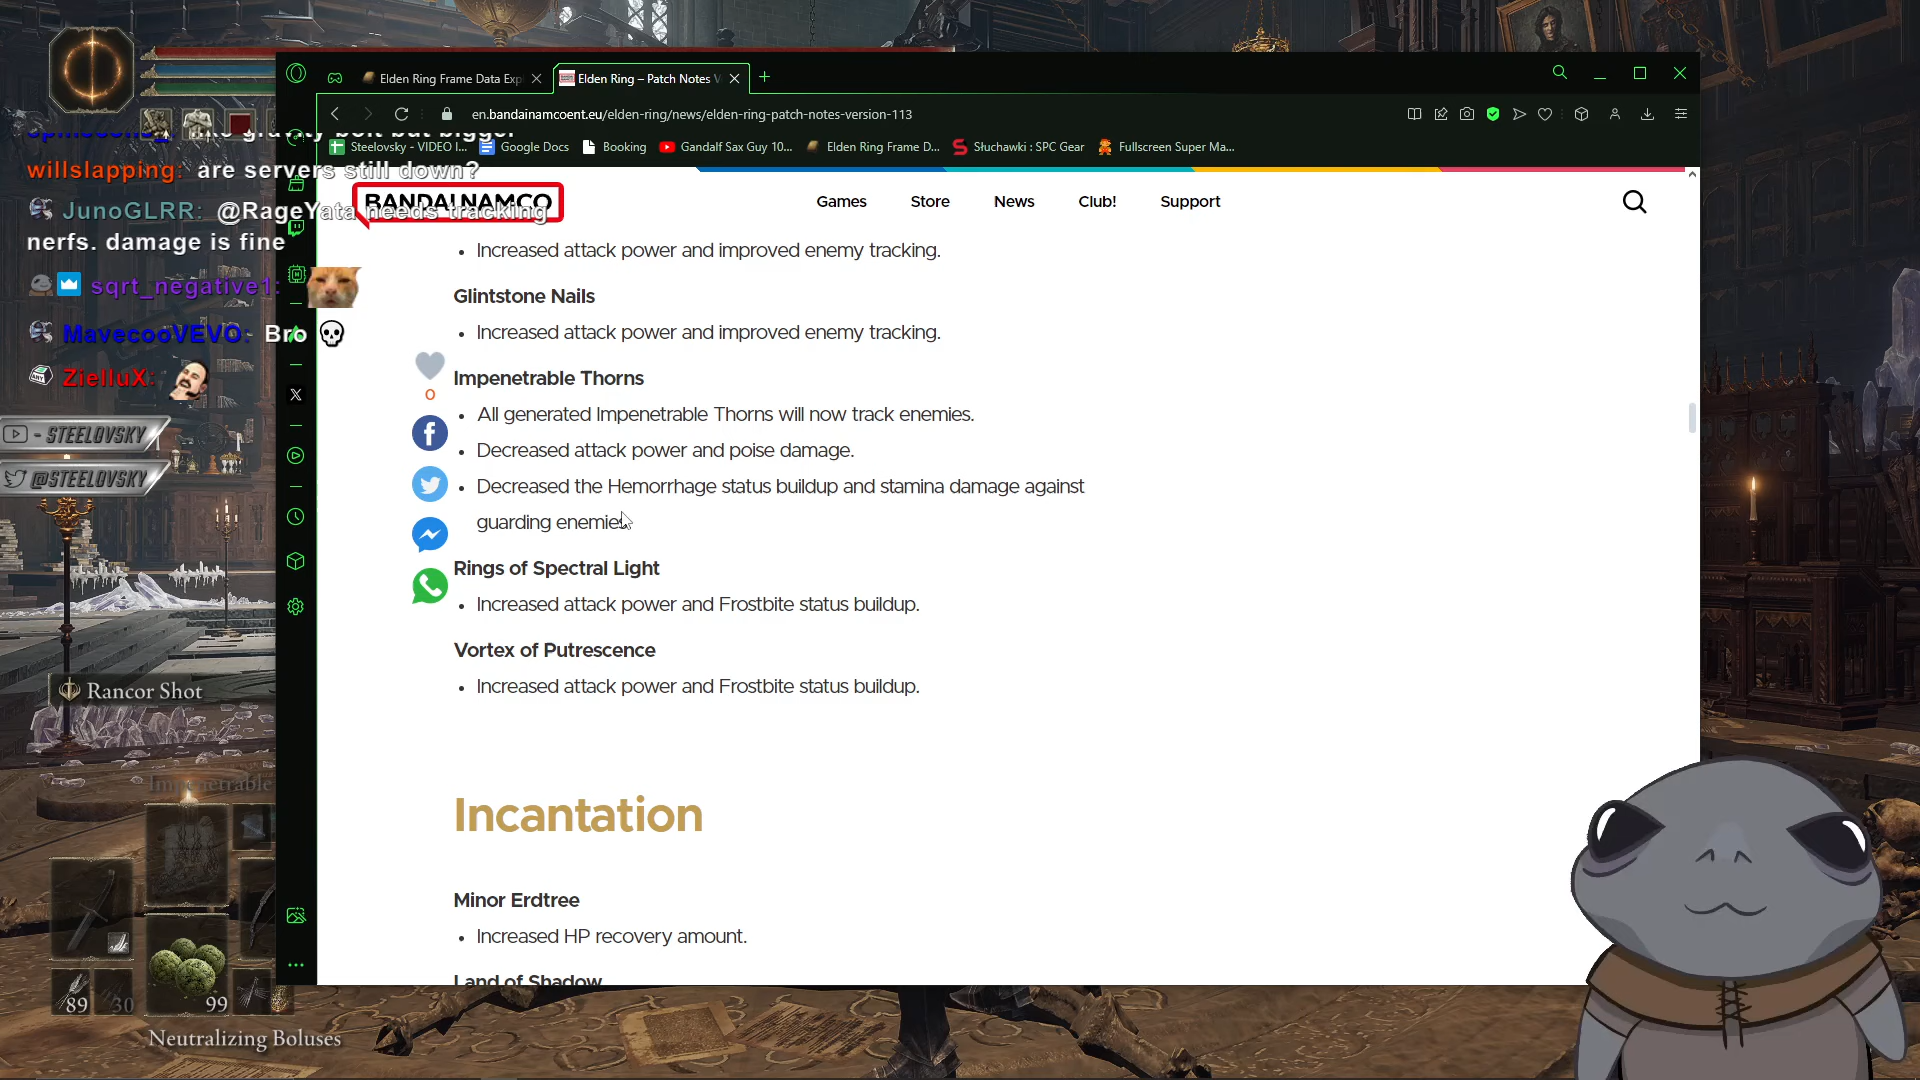 Elden Ring Frame Data Exp
Elden Ring – Patch Notes V
en.bandainamcoent.eu/elden-ring/news/elden-ring-patch-notes-version-113
Steelovsky - VIDEO I...
Google Docs
Booking
Gandalf Sax Guy 10...
Elden Ring Frame D...
Słuchawki : SPC Gear
Fullscreen Super Ma...
like gravity bolt but bigger
willslapping: are servers still down?
JunoGLRR: @RageYata needs tracking
nerfs. damage is fine
sqrt_negative1:
MavecooVEVO: Bro
ZielluX:
- STEELOVSKY
@STEELOVSKY
BANDAI NAMCO
Games
Store
News
Club!
Support
• Increased attack power and improved enemy tracking.
Glintstone Nails
• Increased attack power and improved enemy tracking.
0
Impenetrable Thorns
• All generated Impenetrable Thorns will now track enemies.
• Decreased attack power and poise damage.
• Decreased the Hemorrhage status buildup and stamina damage against
guarding enemies
Rings of Spectral Light
• Increased attack power and Frostbite status buildup.
Vortex of Putrescence
• Increased attack power and Frostbite status buildup.
Incantation
Minor Erdtree
• Increased HP recovery amount.
Land of Shadow
Rancor Shot
Impenetrable
89
30
99
Neutralizing Boluses